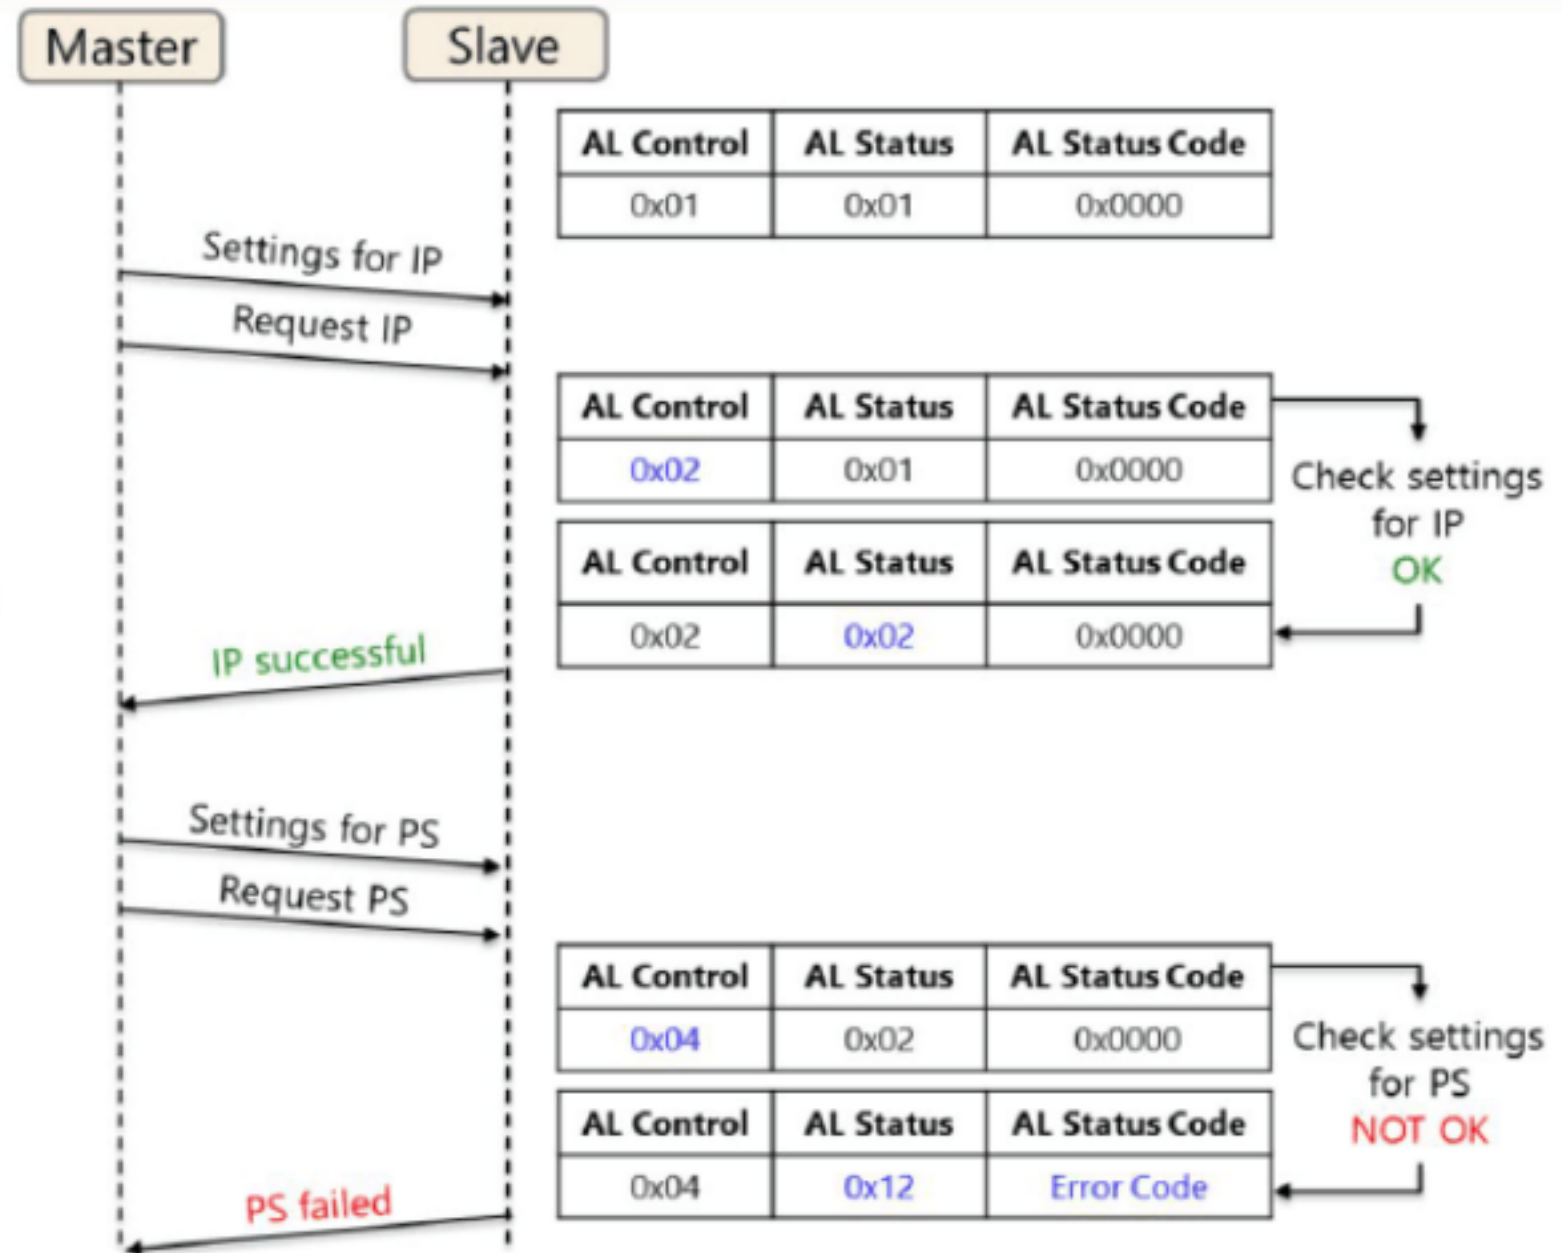 Master
Slave
AL Control AL Status AL Status Code
0x01 0x01 0x0000
Settings for IP
Request IP
AL Control AL Status AL Status Code
0x02 0x01 0x0000
Check settings
for IP
OK
AL Control AL Status AL Status Code
0x02 0x02 0x0000
IP successful
Settings for PS
Request PS
AL Control AL Status AL Status Code
0x04 0x02 0x0000
Check settings
for PS
NOT OK
AL Control AL Status AL Status Code
0x04 0x12 Error Code
PS failed